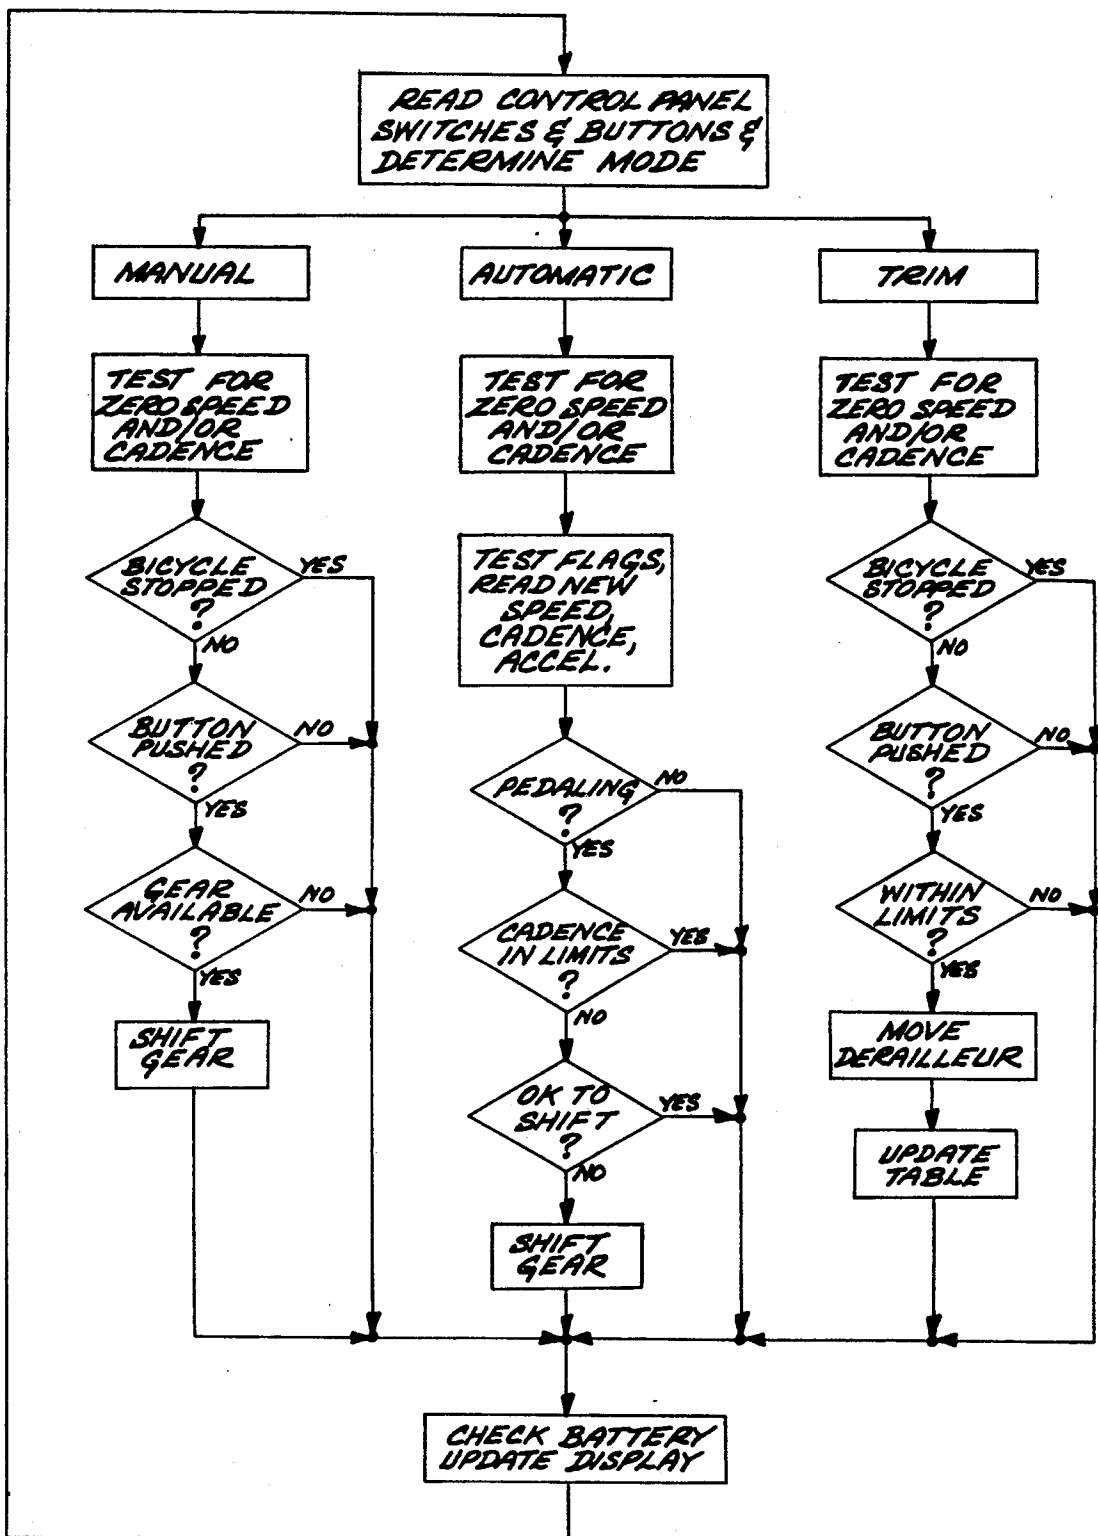 READ CONTROL PANEL
SWITCHES & BUTTONS &
DETERMINE MODE
MANUAL
TEST FOR
ZERO SPEED
AND/OR
CADENCE
BICYCLE
STOPPED
?
YES
NO
BUTTON
PUSHED
?
NO
YES
GEAR
AVAILABLE
?
NO
YES
SHIFT
GEAR
AUTOMATIC
TEST FOR
ZERO SPEED
AND/OR
CADENCE
TEST FLAGS,
READ NEW
SPEED,
CADENCE,
ACCEL.
PEDALING
?
NO
YES
CADENCE
IN LIMITS
?
YES
NO
OK TO
SHIFT
?
YES
NO
SHIFT
GEAR
TRIM
TEST FOR
ZERO SPEED
AND/OR
CADENCE
BICYCLE
STOPPED
?
YES
NO
BUTTON
PUSHED
?
NO
YES
WITHIN
LIMITS
?
NO
YES
MOVE
DERAILLEUR
UPDATE
TABLE
CHECK BATTERY
UPDATE DISPLAY